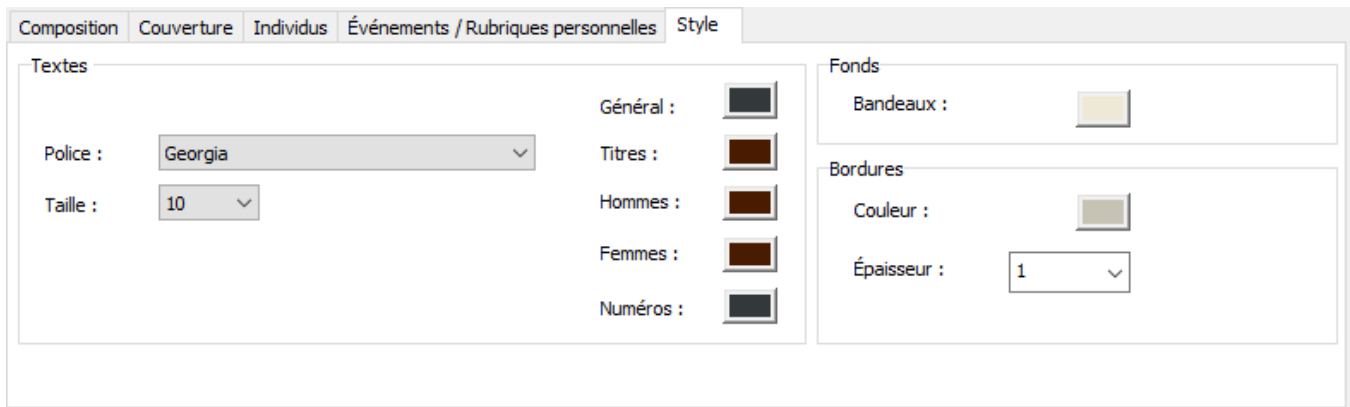 Composition Couverture Individus Événements / Rubriques personnelles Style
Textes
Général :
Police : Georgia
Titres :
Taille : 10
Hommes :
Femmes :
Numéros :
Fonds
Bandeaux :
Bordures
Couleur :
Épaisseur : 1